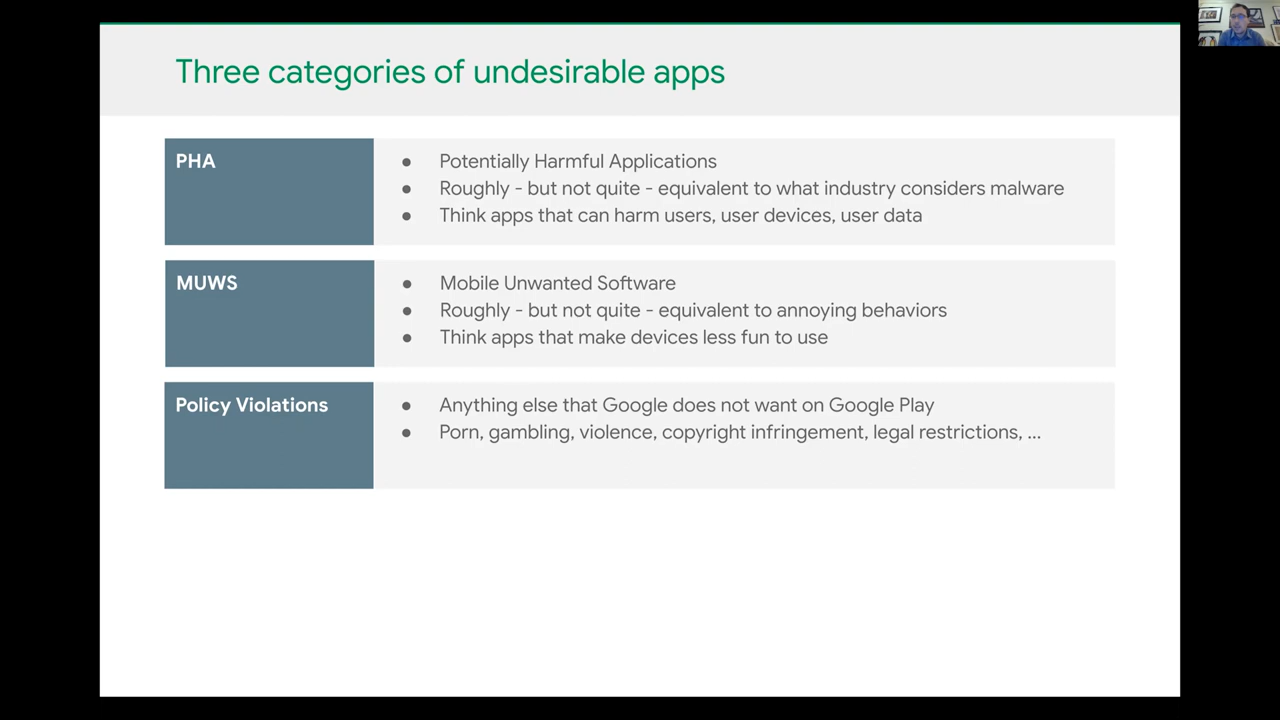 Three categories of undesirable apps
PHA
● Potentially Harmful Applications
● Roughly - but not quite - equivalent to what industry considers malware
● Think apps that can harm users, user devices, user data
MUWS
● Mobile Unwanted Software
● Roughly - but not quite - equivalent to annoying behaviors
● Think apps that make devices less fun to use
Policy Violations
● Anything else that Google does not want on Google Play
● Porn, gambling, violence, copyright infringement, legal restrictions, ...